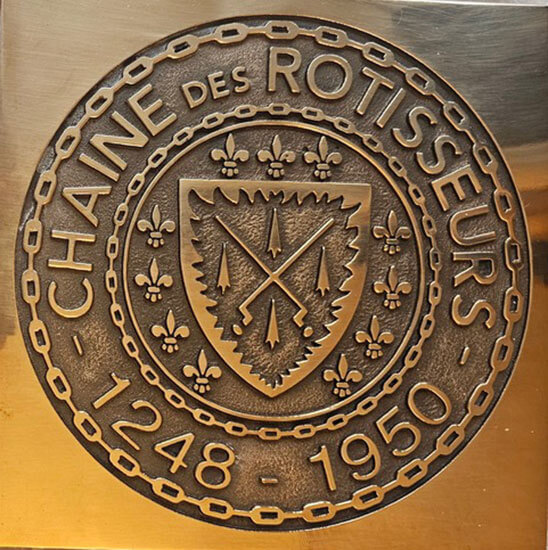 - CHAINE DES ROTISSEURS -
1248 - 1950